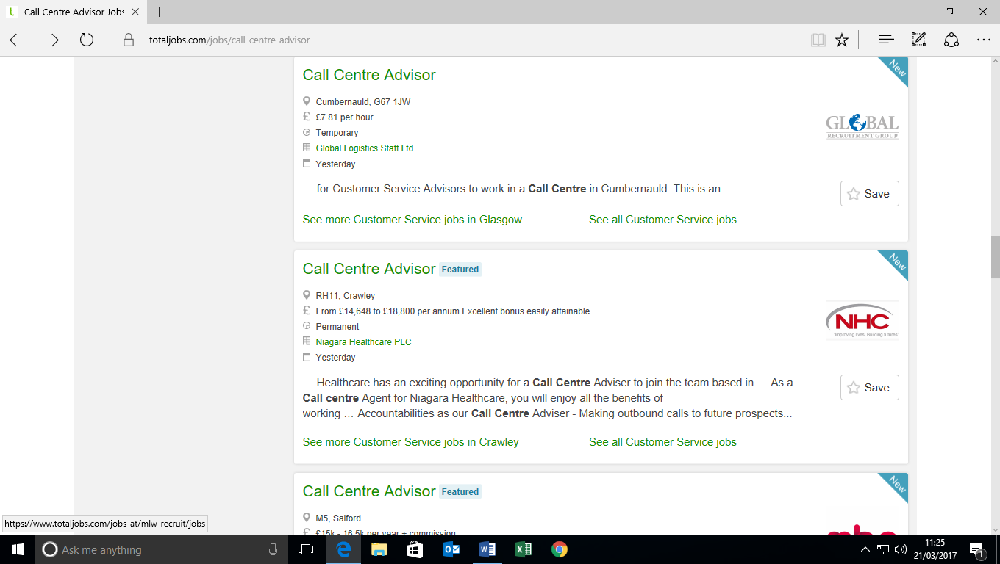 t Call Centre Advisor Jobs
totaljobs.com/jobs/call-centre-advisor
Call Centre Advisor
New
Cumbernauld, G67 1JW
£ £7.81 per hour
Temporary
Global Logistics Staff Ltd
Yesterday
GLOBAL
RECRUITMENT GROUP
… for Customer Service Advisors to work in a Call Centre in Cumbernauld. This is an …
Save
See more Customer Service jobs in Glasgow
See all Customer Service jobs
Call Centre Advisor Featured
New
RH11, Crawley
£ From £14,648 to £18,800 per annum Excellent bonus easily attainable
Permanent
Niagara Healthcare PLC
Yesterday
NHC
'Improving lives, Building futures'
… Healthcare has an exciting opportunity for a Call Centre Adviser to join the team based in … As a
Call centre Agent for Niagara Healthcare, you will enjoy all the benefits of
working … Accountabilities as our Call Centre Adviser - Making outbound calls to future prospects...
Save
See more Customer Service jobs in Crawley
See all Customer Service jobs
Call Centre Advisor Featured
New
M5, Salford
£ £15k - 16.5k per year + commission
https://www.totaljobs.com/jobs-at/mlw-recruit/jobs
Ask me anything
11:25
21/03/2017
1